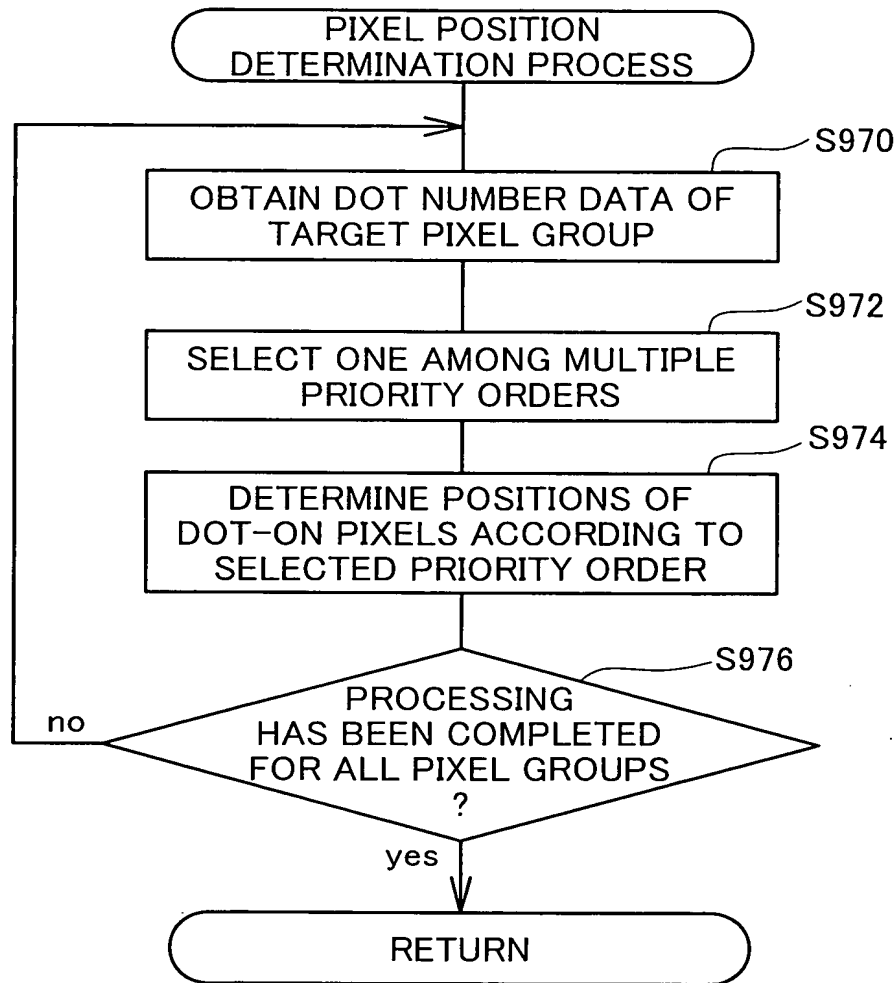 PIXEL POSITION
DETERMINATION PROCESS
S970
OBTAIN DOT NUMBER DATA OF
TARGET PIXEL GROUP
S972
SELECT ONE AMONG MULTIPLE
PRIORITY ORDERS
S974
DETERMINE POSITIONS OF
DOT-ON PIXELS ACCORDING TO
SELECTED PRIORITY ORDER
S976
PROCESSING
HAS BEEN COMPLETED
FOR ALL PIXEL GROUPS
?
no
yes
RETURN